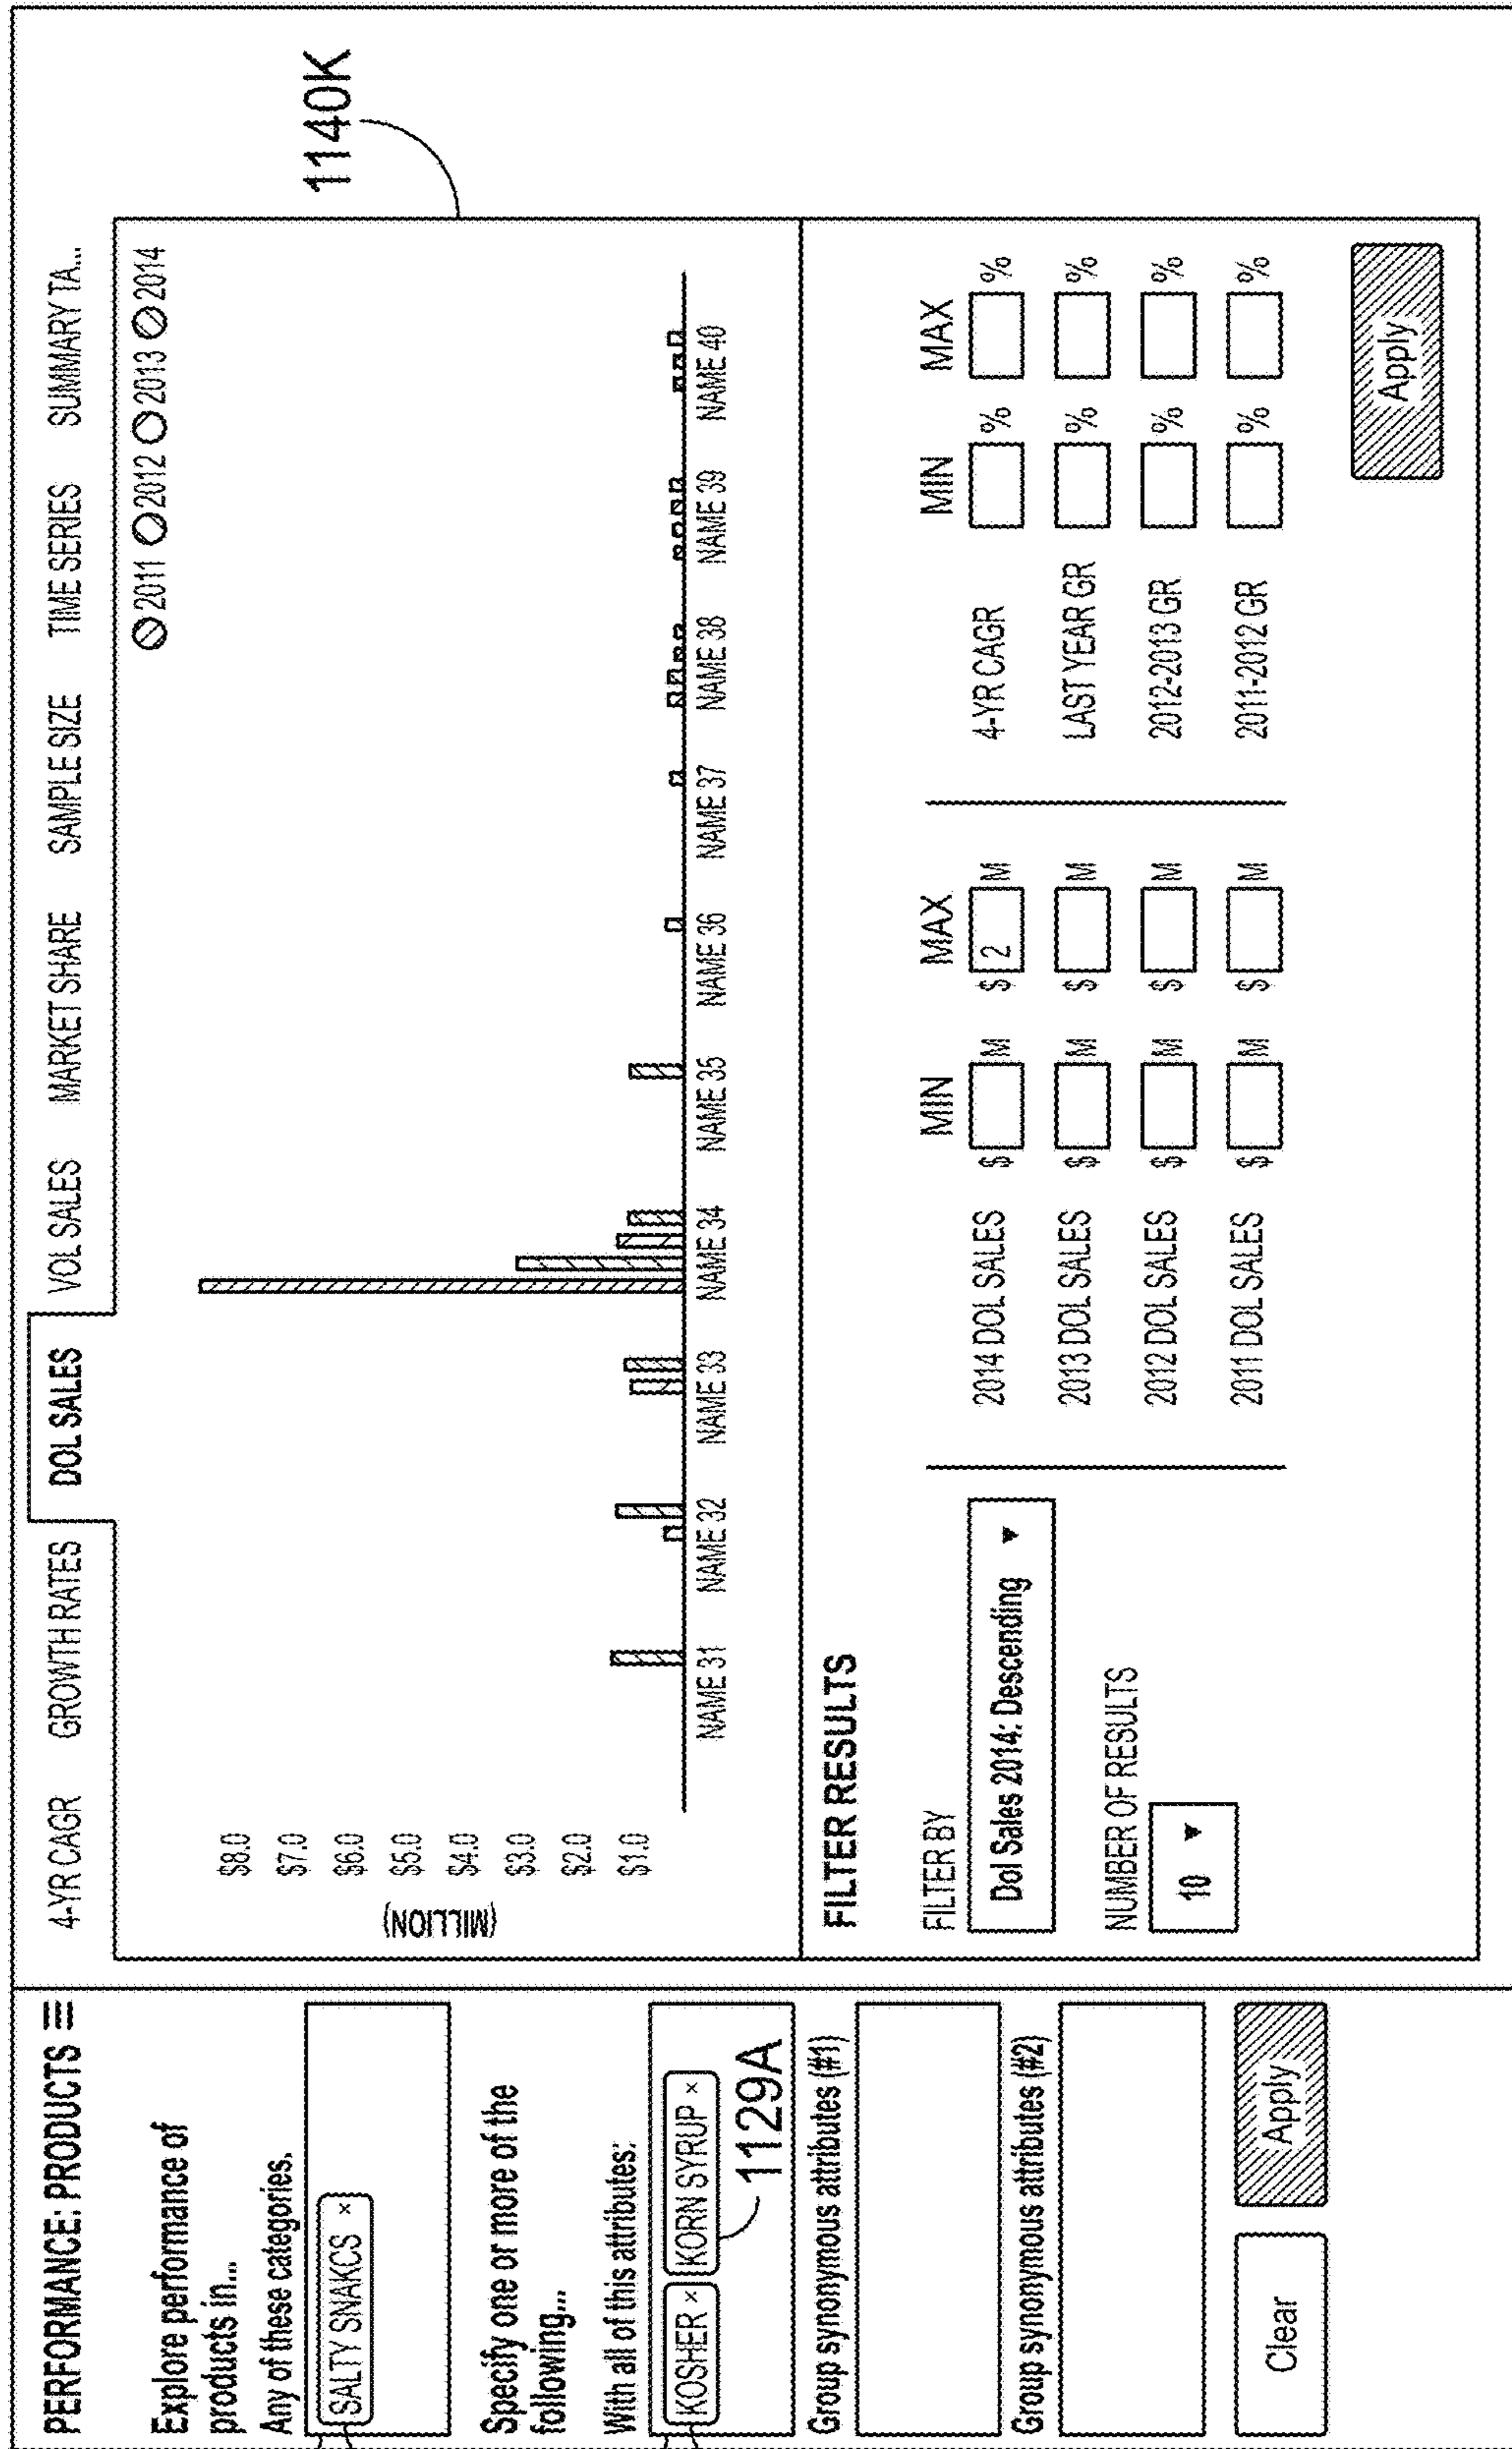 PERFORMANCE: PRODUCTS
Explore performance of
products in...
Any of these categories.
SALTY SNAKCS ×
Specify one or more of the
following...
With all of this attributes:
KOSHER × KORN SYRUP ×
1129A
Group synonymous attributes (#1)
Group synonymous attributes (#2)
Clear Apply
4-YR CAGR GROWTH RATES DOL SALES VOL SALES MARKET SHARE SAMPLE SIZE TIME SERIES SUMMARY TA...
2011 2012 2013 2014
1140K
(MILLION)
$8.0
$7.0
$6.0
$5.0
$4.0
$3.0
$2.0
$1.0
NAME 31 NAME 32 NAME 33 NAME 34 NAME 35 NAME 36 NAME 37 NAME 38 NAME 39 NAME 40
FILTER RESULTS
FILTER BY
Dol Sales 2014: Descending ▼
NUMBER OF RESULTS
10 ▼
MIN MAX
2014 DOL SALES $ M $ 2 M
2013 DOL SALES $ M $ M
2012 DOL SALES $ M $ M
2011 DOL SALES $ M $ M
MIN MAX
4-YR CAGR % %
LAST YEAR GR % %
2012-2013 GR % %
2011-2012 GR % %
Apply